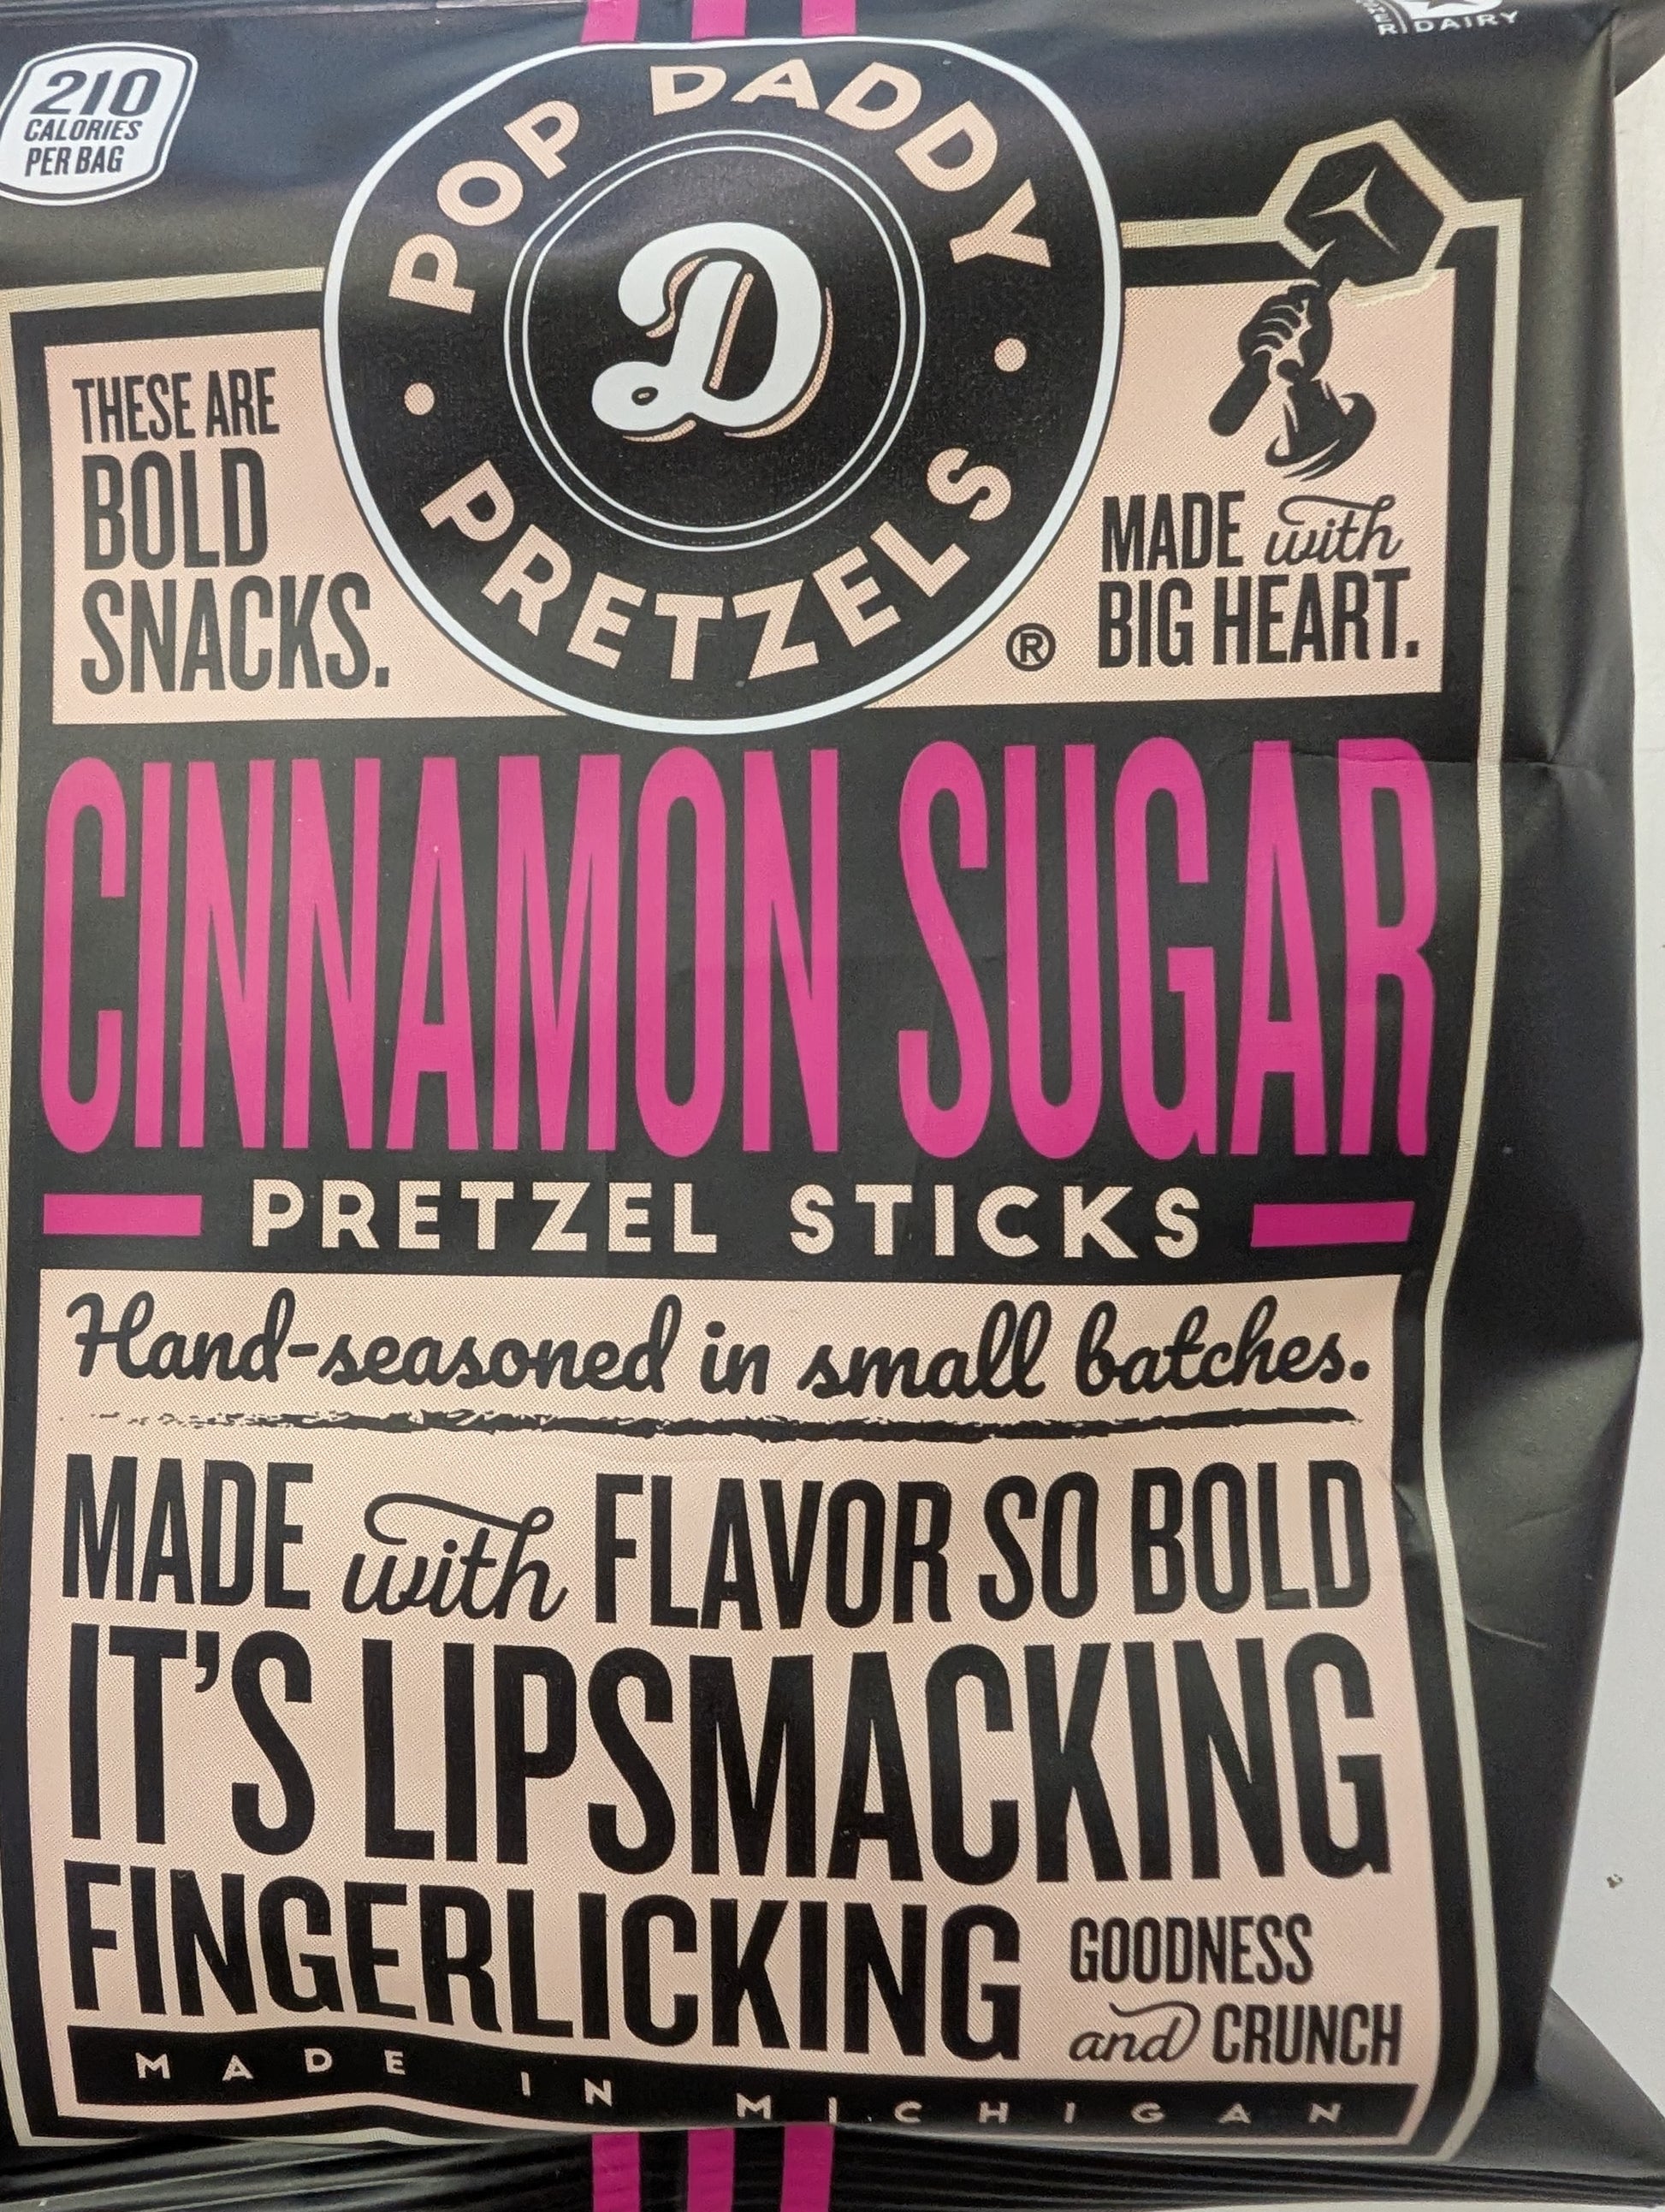 210
CALORIES
PER BAG
DAIRY
POP DADDY
D
PRETZELS
®
THESE ARE
BOLD
SNACKS.
MADE with
BIG HEART.
CINNAMON SUGAR
PRETZEL STICKS
Hand-seasoned in small batches.
MADE with FLAVOR SO BOLD
IT'S LIPSMACKING
FINGERLICKING
GOODNESS
and CRUNCH
MADE IN MICHIGAN